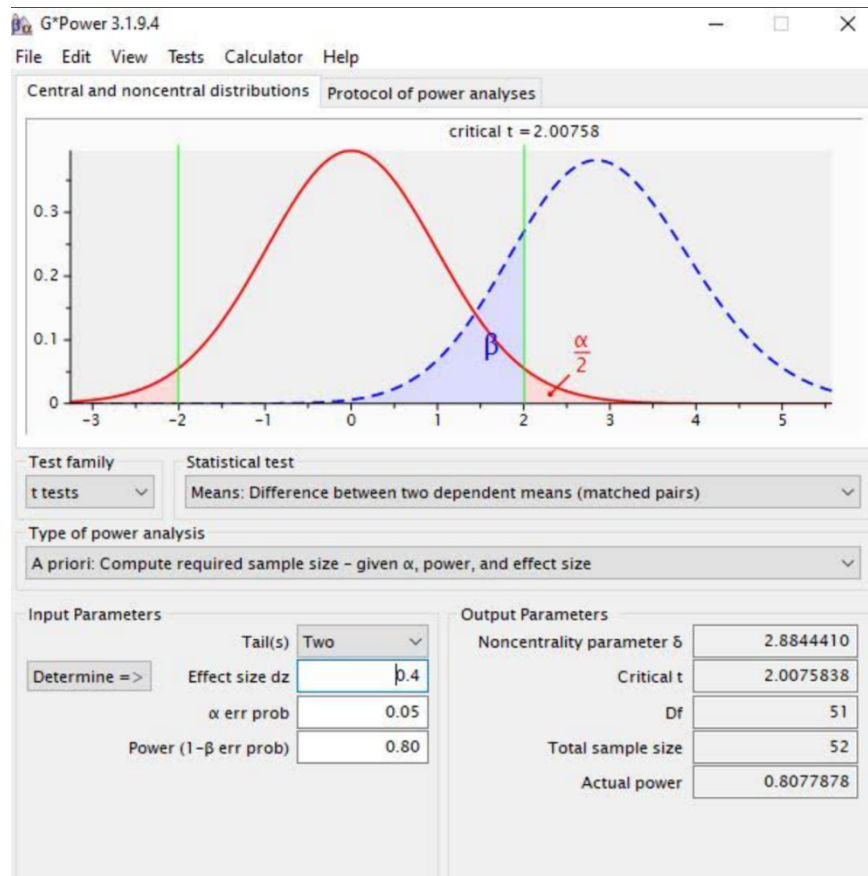 βα G*Power 3.1.9.4
File Edit View Tests Calculator Help
Central and noncentral distributions Protocol of power analyses
critical t = 2.00758
0.3
0.2
0.1
0
β
α
2
-3 -2 -1 0 1 2 3 4 5
Test family Statistical test
t tests Means: Difference between two dependent means (matched pairs)
Type of power analysis
A priori: Compute required sample size – given α, power, and effect size
Input Parameters
Tail(s) Two
Determine => Effect size dz 0.4
α err prob 0.05
Power (1-β err prob) 0.80
Output Parameters
Noncentrality parameter δ 2.8844410
Critical t 2.0075838
Df 51
Total sample size 52
Actual power 0.8077878